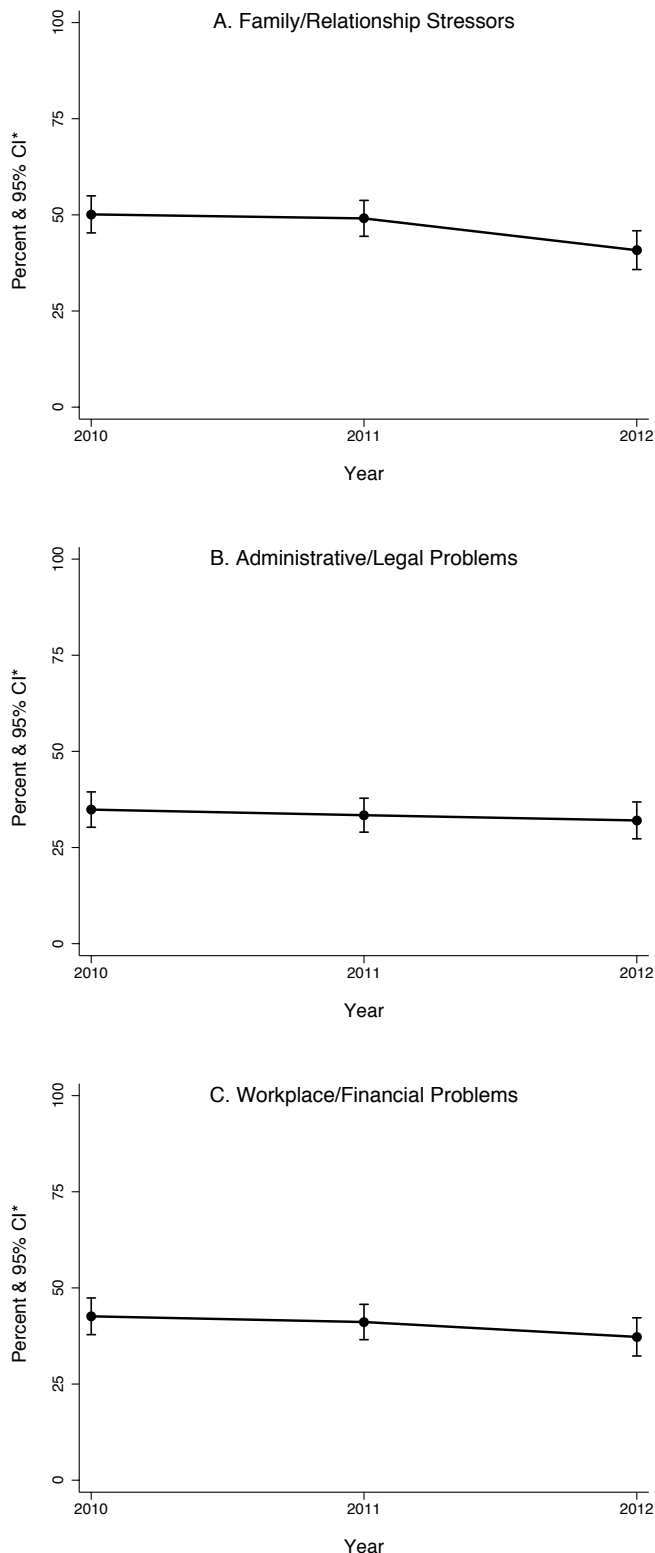 A. Family/Relationship Stressors
100
75
50
25
0
Percent & 95% CI*
2010 2011 2012
Year
B. Administrative/Legal Problems
100
75
50
25
0
Percent & 95% CI*
2010 2011 2012
Year
C. Workplace/Financial Problems
100
75
50
25
0
Percent & 95% CI*
2010 2011 2012
Year